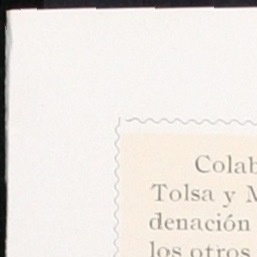 Colab
Tolsa y M
denación
los otros